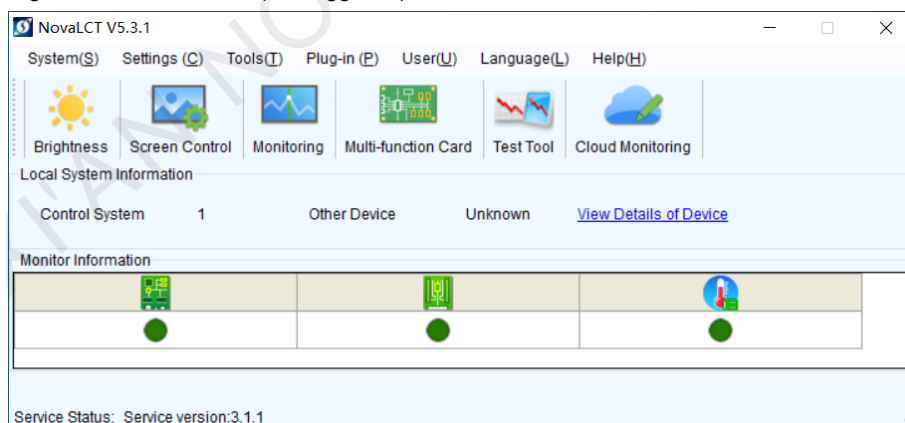 NovaLCT V5.3.1
System(S) Settings (C) Tools(T) Plug-in (P) User(U) Language(L) Help(H)
Brightness Screen Control Monitoring Multi-function Card Test Tool Cloud Monitoring
Local System Information
Control System 1 Other Device Unknown View Details of Device
Monitor Information
Service Status: Service version:3.1.1